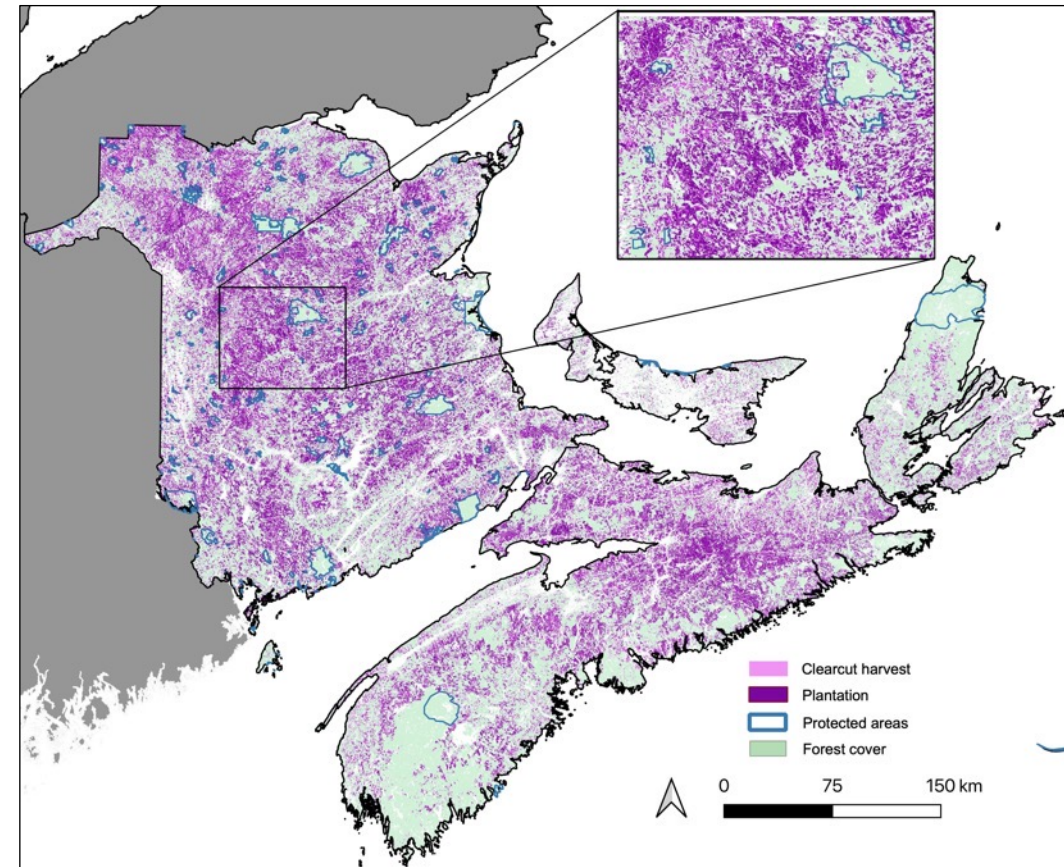 Clearcut harvest
Plantation
Protected areas
Forest cover
0 75 150 km